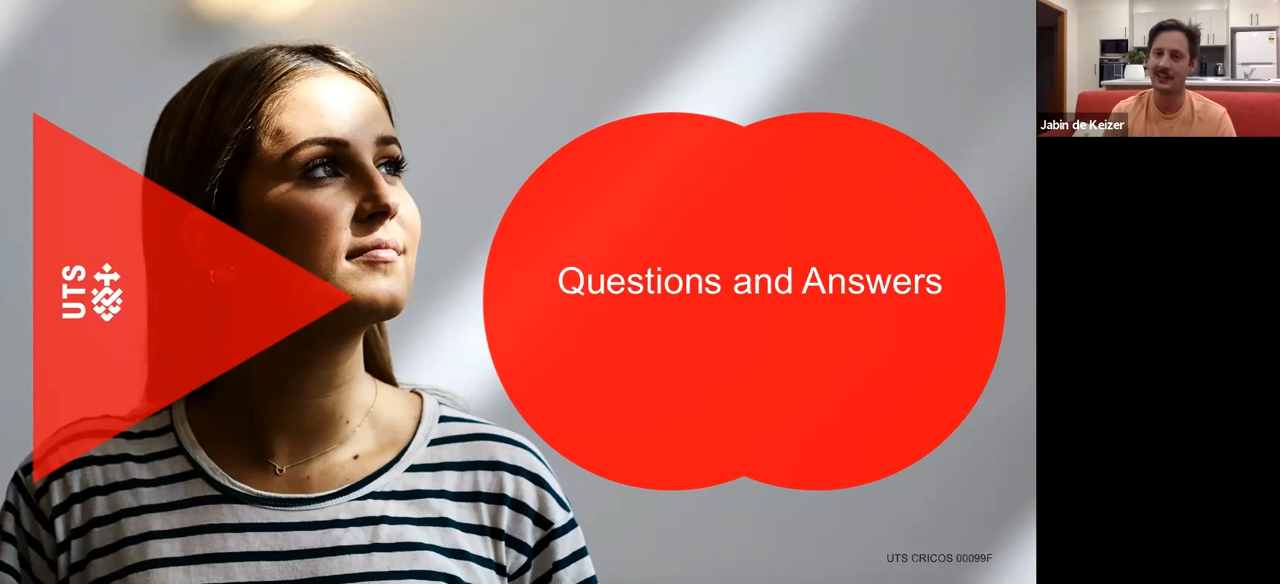 UTS
Questions and Answers
UTS CRICOS 00099F
Jabin de Keizer